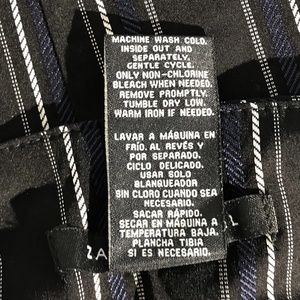 MACHINE WASH COLD.
INSIDE OUT AND
SEPARATELY.
GENTLE CYCLE.
ONLY NON-CHLORINE
BLEACH WHEN NEEDED.
REMOVE PROMPTLY.
TUMBLE DRY LOW.
WARM IRON IF NEEDED.
LAVAR A MÁQUINA EN
FRÍO. AL REVÉS Y
POR SEPARADO.
CICLO DELICADO.
USAR SOLO
BLANQUEADOR
SIN CLORO CUANDO SEA
NECESARIO.
SACAR RÁPIDO.
SECAR EN MÁQUINA A
TEMPERATURA BAJA.
PLANCHA TIBIA
SI ES NECESARIO.